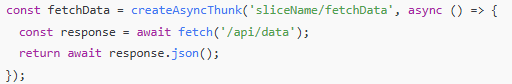 const fetchData = createAsyncThunk('sliceName/fetchData', async () => {
  const response = await fetch('/api/data');
  return await response.json();
});